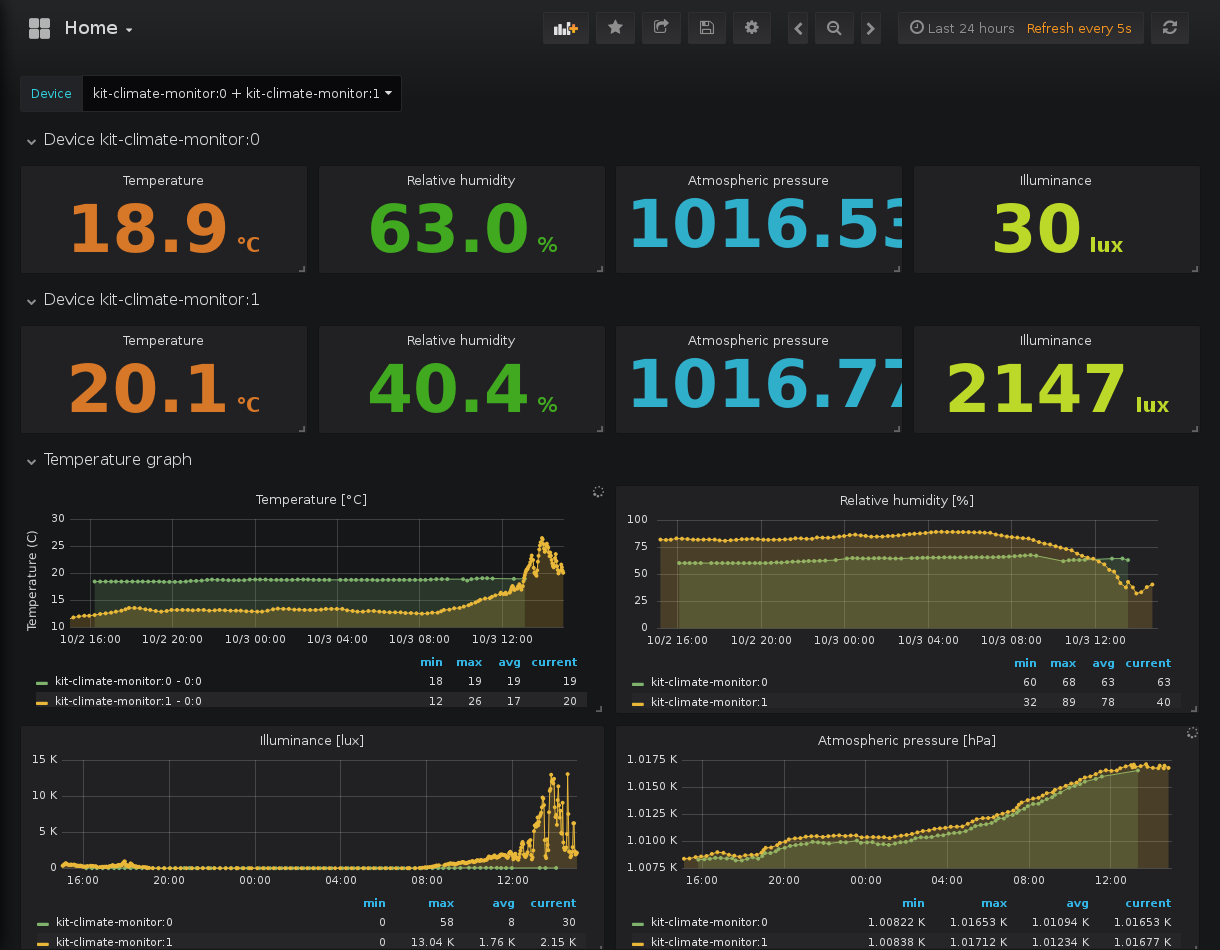 Home
Last 24 hours Refresh every 5s
Device kit-climate-monitor:0 + kit-climate-monitor:1
Device kit-climate-monitor:0
Temperature Relative humidity Atmospheric pressure Illuminance
18.9 °C 63.0 % 1016.53 30 lux
Device kit-climate-monitor:1
Temperature Relative humidity Atmospheric pressure Illuminance
20.1 °C 40.4 % 1016.77 2147 lux
Temperature graph
Temperature [°C]
Temperature (C)
30
25
20
15
10
10/2 16:00 10/2 20:00 10/3 00:00 10/3 04:00 10/3 08:00 10/3 12:00
min max avg current
kit-climate-monitor:0 - 0:0 18 19 19 19
kit-climate-monitor:1 - 0:0 12 26 17 20
Relative humidity [%]
100
75
50
25
0
10/2 16:00 10/2 20:00 10/3 00:00 10/3 04:00 10/3 08:00 10/3 12:00
min max avg current
kit-climate-monitor:0 60 68 63 63
kit-climate-monitor:1 32 89 78 40
Illuminance [lux]
15 K
10 K
5 K
0
16:00 20:00 00:00 04:00 08:00 12:00
min max avg current
kit-climate-monitor:0 0 58 8 30
kit-climate-monitor:1 0 13.04 K 1.76 K 2.15 K
Atmospheric pressure [hPa]
1.0175 K
1.0150 K
1.0125 K
1.0100 K
1.0075 K
16:00 20:00 00:00 04:00 08:00 12:00
min max avg current
kit-climate-monitor:0 1.00822 K 1.01653 K 1.01094 K 1.01653 K
kit-climate-monitor:1 1.00838 K 1.01712 K 1.01234 K 1.01677 K